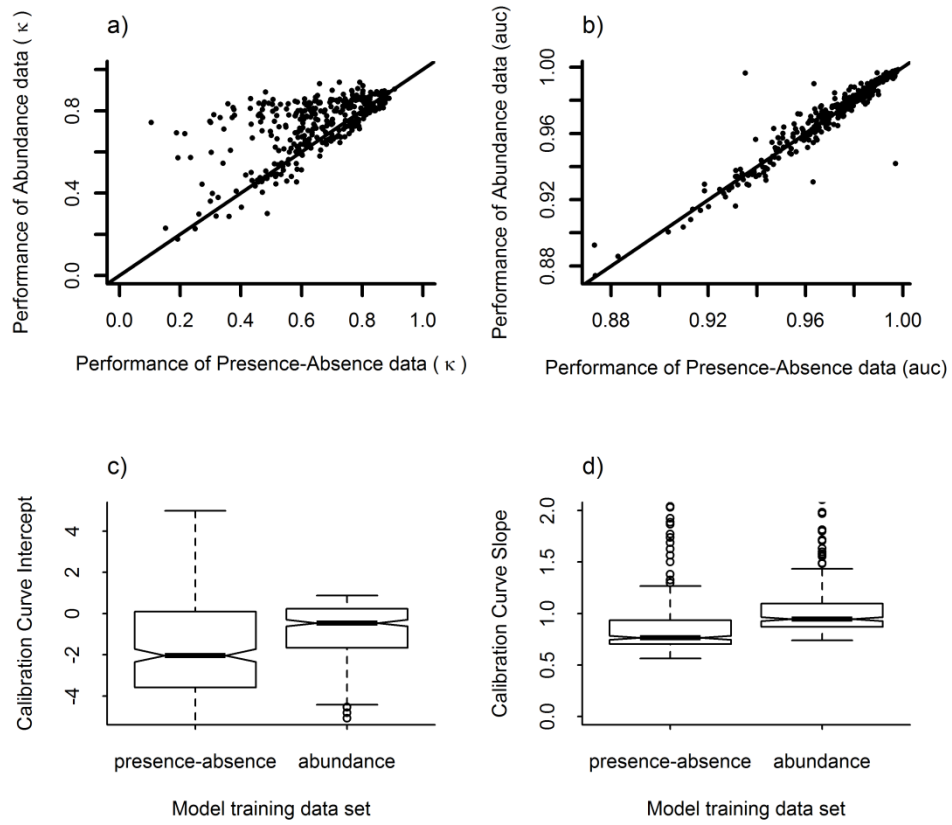 a)
Performance of Abundance data ( κ )
0.0 0.4 0.8
0.0 0.2 0.4 0.6 0.8 1.0
Performance of Presence-Absence data ( κ )
b)
Performance of Abundance data (auc)
0.88 0.92 0.96 1.00
0.88 0.92 0.96 1.00
Performance of Presence-Absence data (auc)
c)
Calibration Curve Intercept
-4 -2 0 2 4
presence-absence abundance
Model training data set
d)
Calibration Curve Slope
0.0 0.5 1.0 1.5 2.0
presence-absence abundance
Model training data set